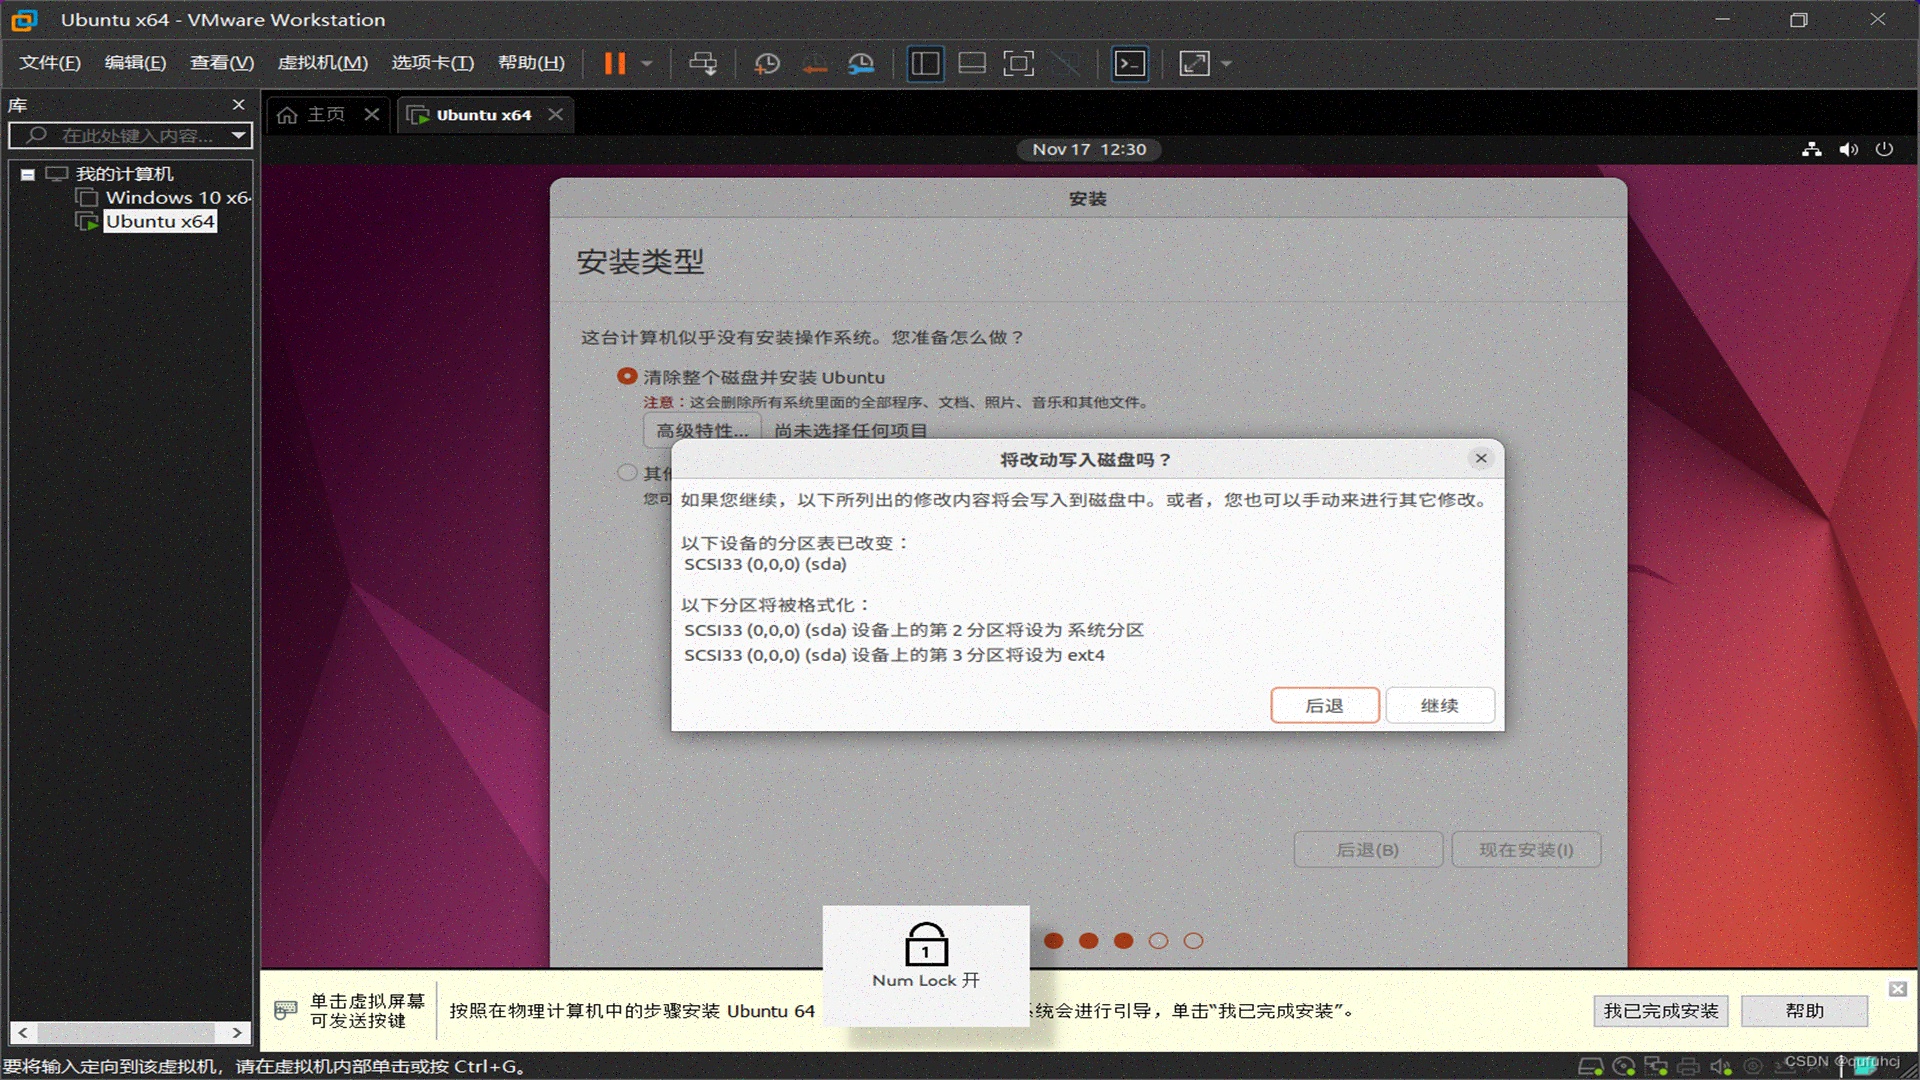 Ubuntu x64 - VMware Workstation
文件(F) 编辑(E) 查看(V) 虚拟机(M) 选项卡(T) 帮助(H)
库
在此处键入内容...
我的计算机
Windows 10 x6
Ubuntu x64
主页
Ubuntu x64
Nov 17 12:30
安装
安装类型
这台计算机似乎没有安装操作系统。您准备怎么做？
清除整个磁盘并安装 Ubuntu
注意：这会删除所有系统里面的全部程序、文档、照片、音乐和其他文件。
高级特性... 尚未选择任何项目
其他
您可
将改动写入磁盘吗？
如果您继续，以下所列出的修改内容将会写入到磁盘中。或者，您也可以手动来进行其它修改。
以下设备的分区表已改变：
SCSI33 (0,0,0) (sda)
以下分区将被格式化：
SCSI33 (0,0,0) (sda) 设备上的第 2 分区将设为 系统分区
SCSI33 (0,0,0) (sda) 设备上的第 3 分区将设为 ext4
后退 继续
后退(B) 现在安装(I)
1
Num Lock 开
单击虚拟屏幕
可发送按键
按照在物理计算机中的步骤安装 Ubuntu 64 系统会进行引导，单击“我已完成安装”。
我已完成安装 帮助
要将输入定向到该虚拟机，请在虚拟机内部单击或按 Ctrl+G。
CSDN @qufuhcj